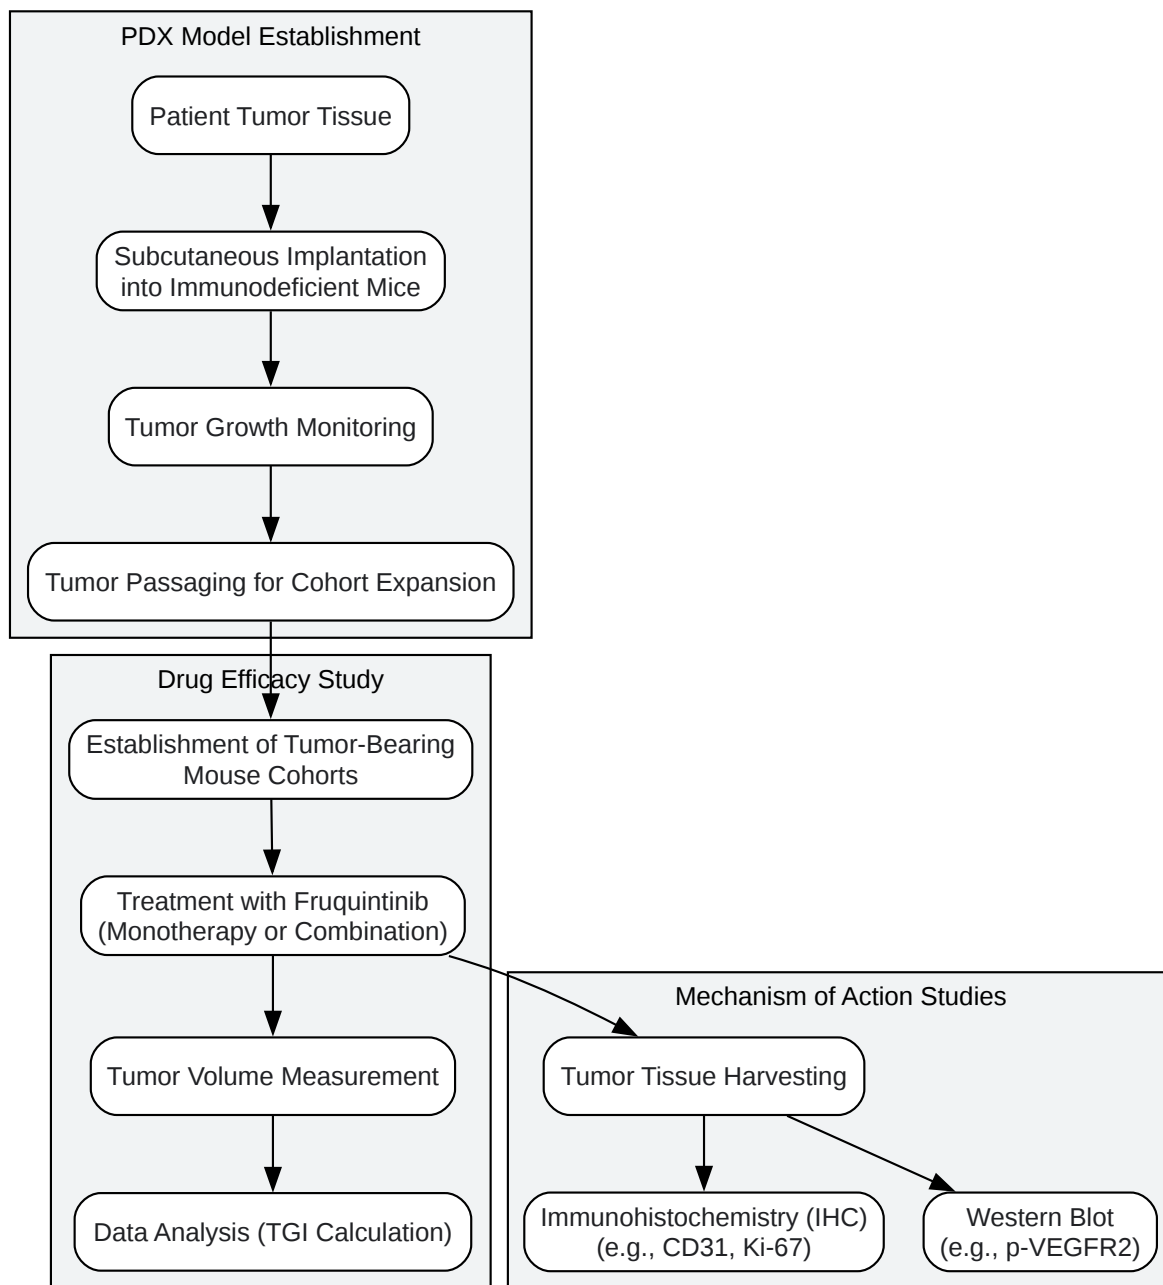 PDX Model Establishment
Patient Tumor Tissue
Subcutaneous Implantation
into Immunodeficient Mice
Tumor Growth Monitoring
Tumor Passaging for Cohort Expansion
Drug Efficacy Study
Establishment of Tumor-Bearing
Mouse Cohorts
Treatment with Fruquintinib
(Monotherapy or Combination)
Tumor Volume Measurement
Data Analysis (TGI Calculation)
Mechanism of Action Studies
Tumor Tissue Harvesting
Immunohistochemistry (IHC)
(e.g., CD31, Ki-67)
Western Blot
(e.g., p-VEGFR2)